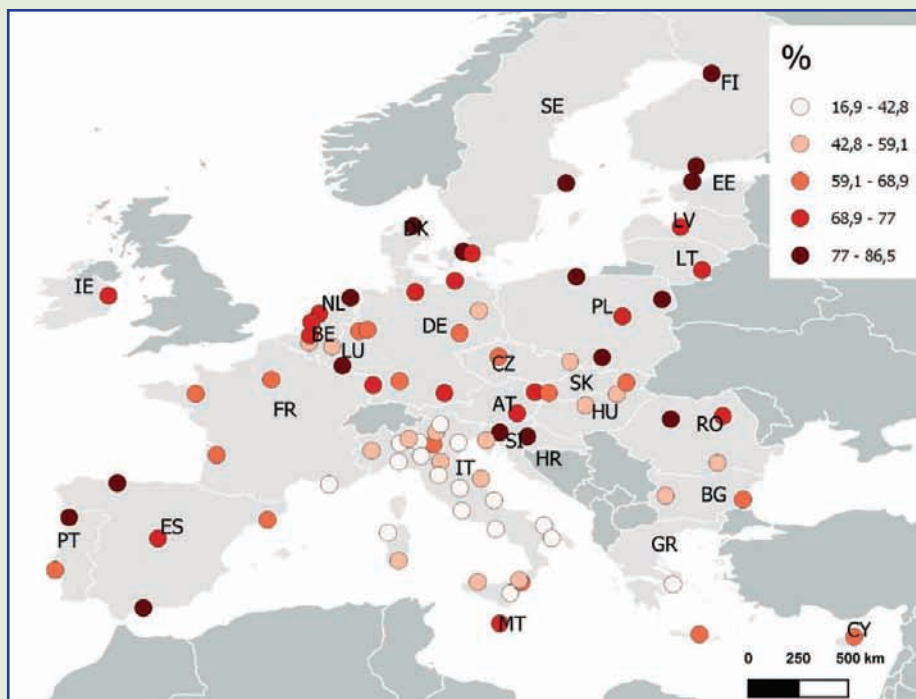 %
16,9 - 42,8
42,8 - 59,1
59,1 - 68,9
68,9 - 77
77 - 86,5
FI
SE
EE
DK
LV
LT
IE
NL
PL
BE
DE
LU
CZ
SK
FR
AT
HU
RO
SI
HR
IT
BG
ES
PT
GR
MT
CY
0 250 500 km